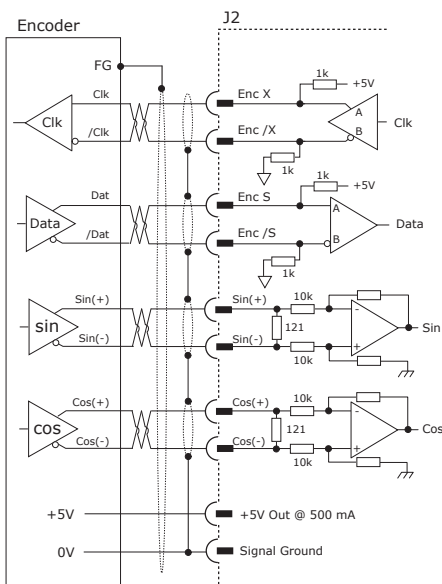 Encoder
J2
FG
1k
+5V
Clk
Enc X
A
Clk
Clk
/Clk
Enc /X
B
1k
1k
+5V
Dat
Enc S
A
Data
Data
/Dat
Enc /S
B
1k
Sin(+)
Sin(+)
10k
-
sin
121
Sin
Sin(-)
Sin(-)
10k
+
Cos(+)
Cos(+)
10k
-
cos
121
Cos
Cos(-)
Cos(-)
10k
+
+5V
+5V Out @ 500 mA
0V
Signal Ground